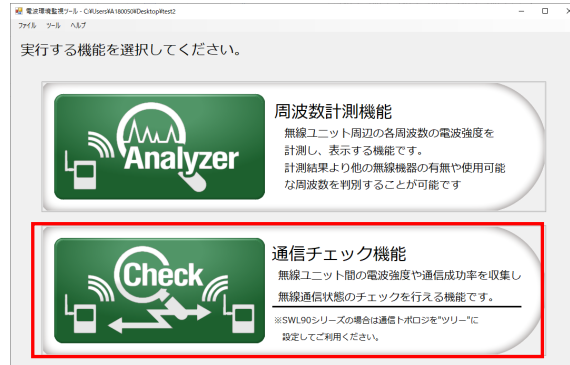 電波環境監視ツール - C:¥Users¥A180050¥Desktop¥test2
ファイル ツール ヘルプ
実行する機能を選択してください。
Analyzer
周波数計測機能
無線ユニット周辺の各周波数の電波強度を
計測し、表示する機能です。
計測結果より他の無線機器の有無や使用可能
な周波数を判別することが可能です
Check
通信チェック機能
無線ユニット間の電波強度や通信成功率を収集し
無線通信状態のチェックを行える機能です。
※SWL90シリーズの場合は通信トポロジを"ツリー"に
設定してご利用ください。